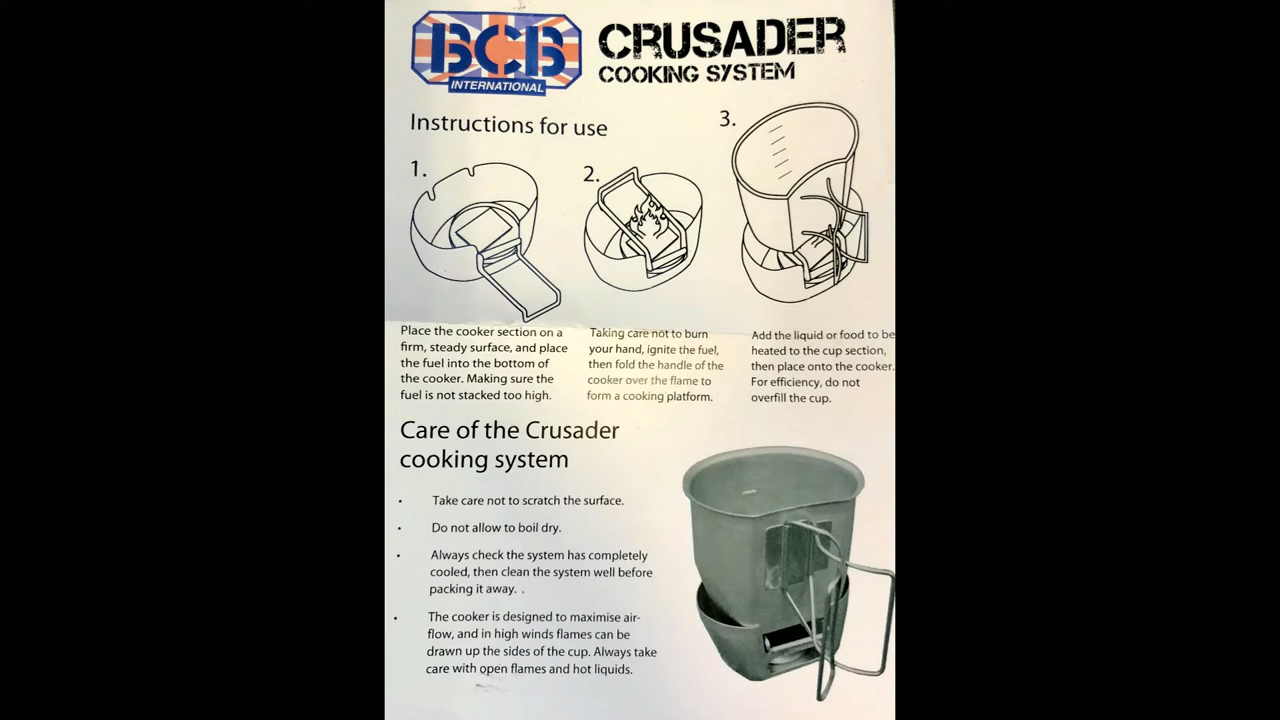 BCB
INTERNATIONAL
CRUSADER
COOKING SYSTEM
Instructions for use
1.
2.
3.
Place the cooker section on a
firm, steady surface, and place
the fuel into the bottom of
the cooker. Making sure the
fuel is not stacked too high.
Taking care not to burn
your hand, ignite the fuel,
then fold the handle of the
cooker over the flame to
form a cooking platform.
Add the liquid or food to be
heated to the cup section,
then place onto the cooker.
For efficiency, do not
overfill the cup.
Care of the Crusader
cooking system
• Take care not to scratch the surface.
• Do not allow to boil dry.
• Always check the system has completely
cooled, then clean the system well before
packing it away. .
• The cooker is designed to maximise air-
flow, and in high winds flames can be
drawn up the sides of the cup. Always take
care with open flames and hot liquids.